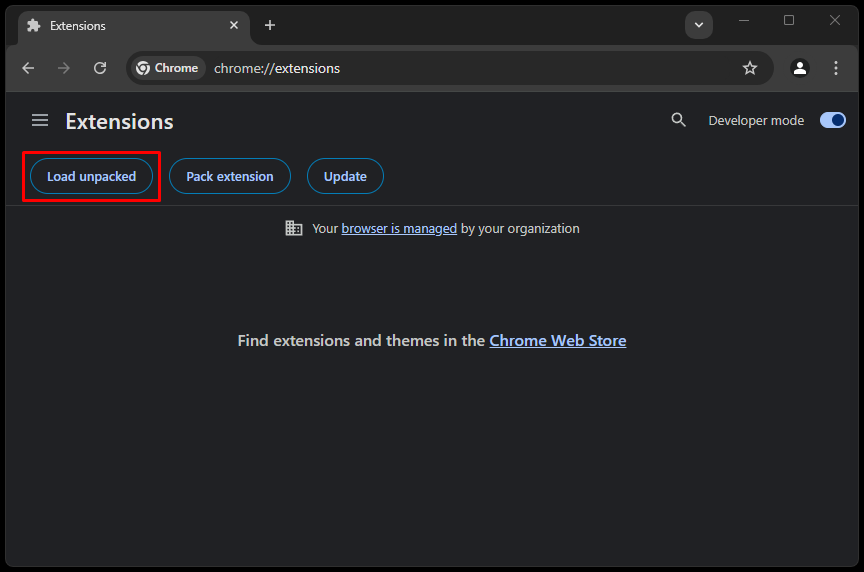 Extensions
Chrome chrome://extensions
Extensions Developer mode
Load unpacked Pack extension Update
Your browser is managed by your organization
Find extensions and themes in the Chrome Web Store